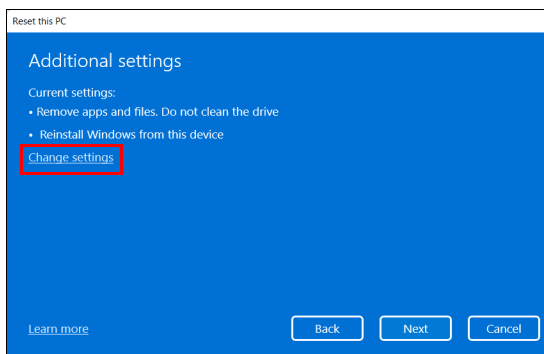 Reset this PC
Additional settings
Current settings:
• Remove apps and files. Do not clean the drive
• Reinstall Windows from this device
Change settings
Learn more
Back
Next
Cancel